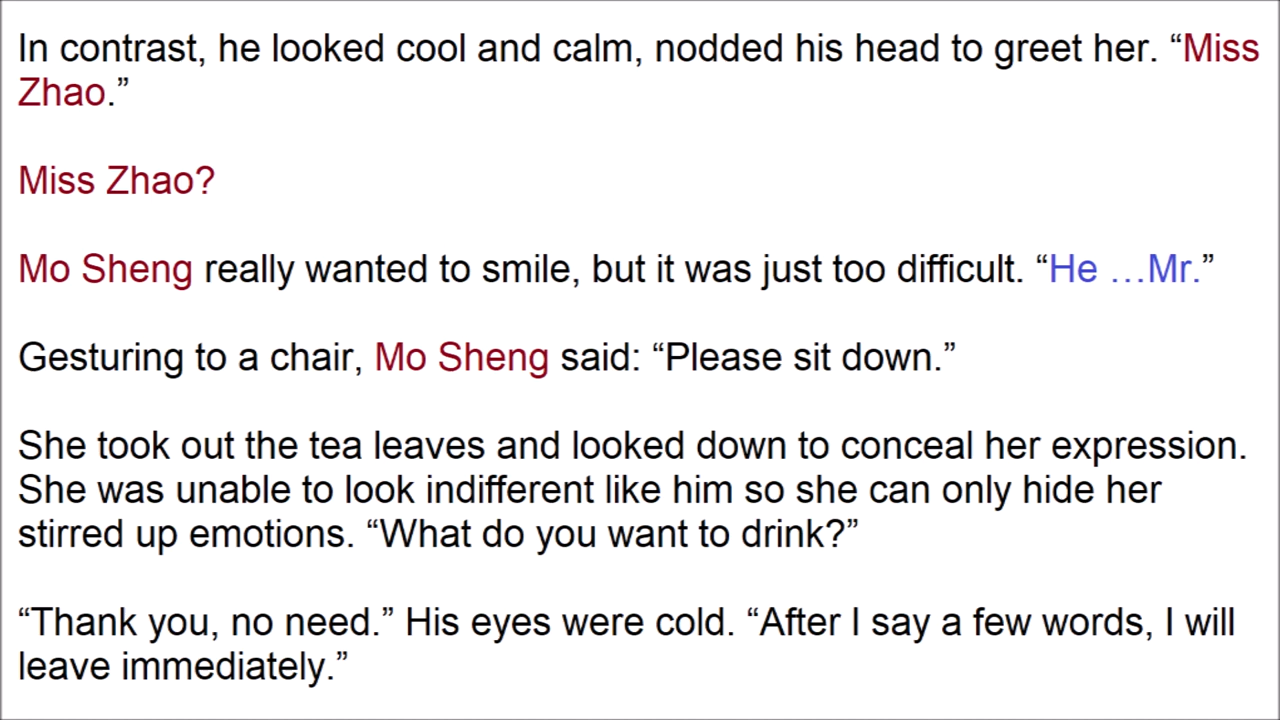 In contrast, he looked cool and calm, nodded his head to greet her. “Miss
Zhao.”
Miss Zhao?
Mo Sheng really wanted to smile, but it was just too difficult. “He …Mr.”
Gesturing to a chair, Mo Sheng said: “Please sit down.”
She took out the tea leaves and looked down to conceal her expression.
She was unable to look indifferent like him so she can only hide her
stirred up emotions. “What do you want to drink?”
“Thank you, no need.” His eyes were cold. “After I say a few words, I will
leave immediately.”